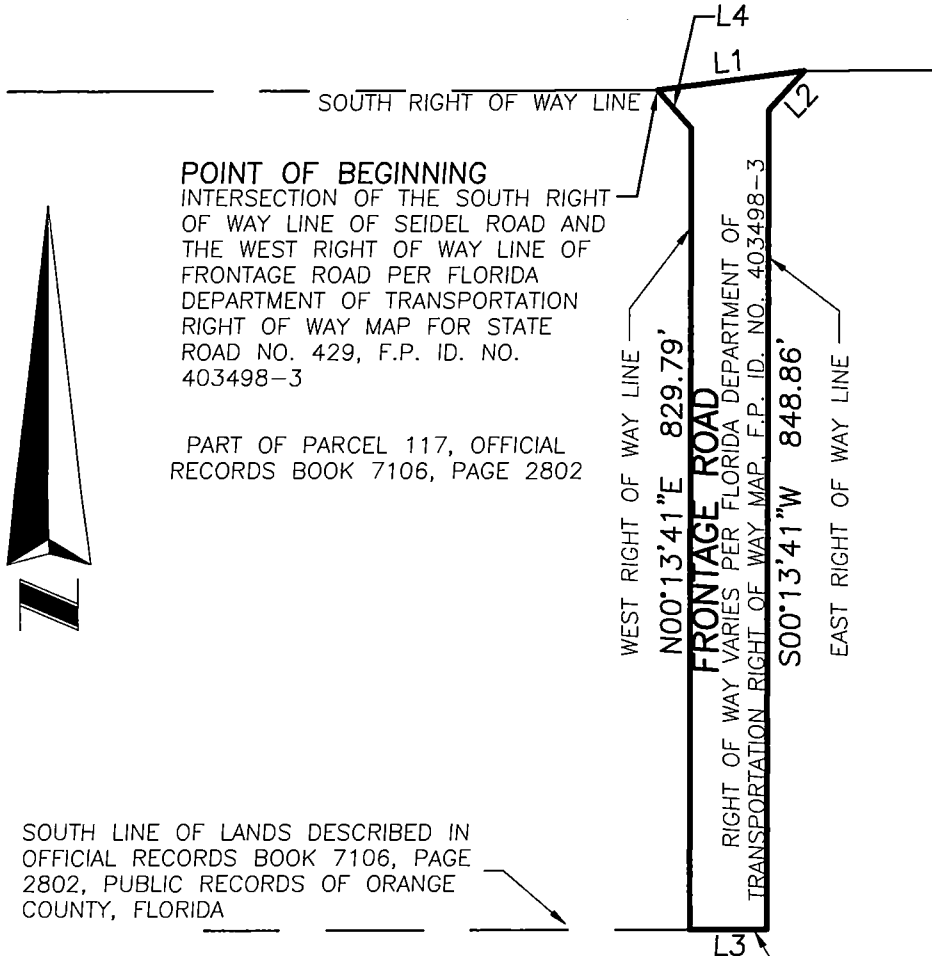 L4
L1
L2
SOUTH RIGHT OF WAY LINE
POINT OF BEGINNING
INTERSECTION OF THE SOUTH RIGHT
OF WAY LINE OF SEIDEL ROAD AND
THE WEST RIGHT OF WAY LINE OF
FRONTAGE ROAD PER FLORIDA
DEPARTMENT OF TRANSPORTATION
RIGHT OF WAY MAP FOR STATE
ROAD NO. 429, F.P. ID. NO.
403498-3
PART OF PARCEL 117, OFFICIAL
RECORDS BOOK 7106, PAGE 2802
WEST RIGHT OF WAY LINE
N00°13'41"E 829.79'
FRONTAGE ROAD
RIGHT OF WAY VARIES PER FLORIDA DEPARTMENT OF
TRANSPORTATION RIGHT OF WAY MAP, F.P. ID. NO. 403498-3
S00°13'41"W 848.86'
EAST RIGHT OF WAY LINE
N
SOUTH LINE OF LANDS DESCRIBED IN
OFFICIAL RECORDS BOOK 7106, PAGE
2802, PUBLIC RECORDS OF ORANGE
COUNTY, FLORIDA
L3